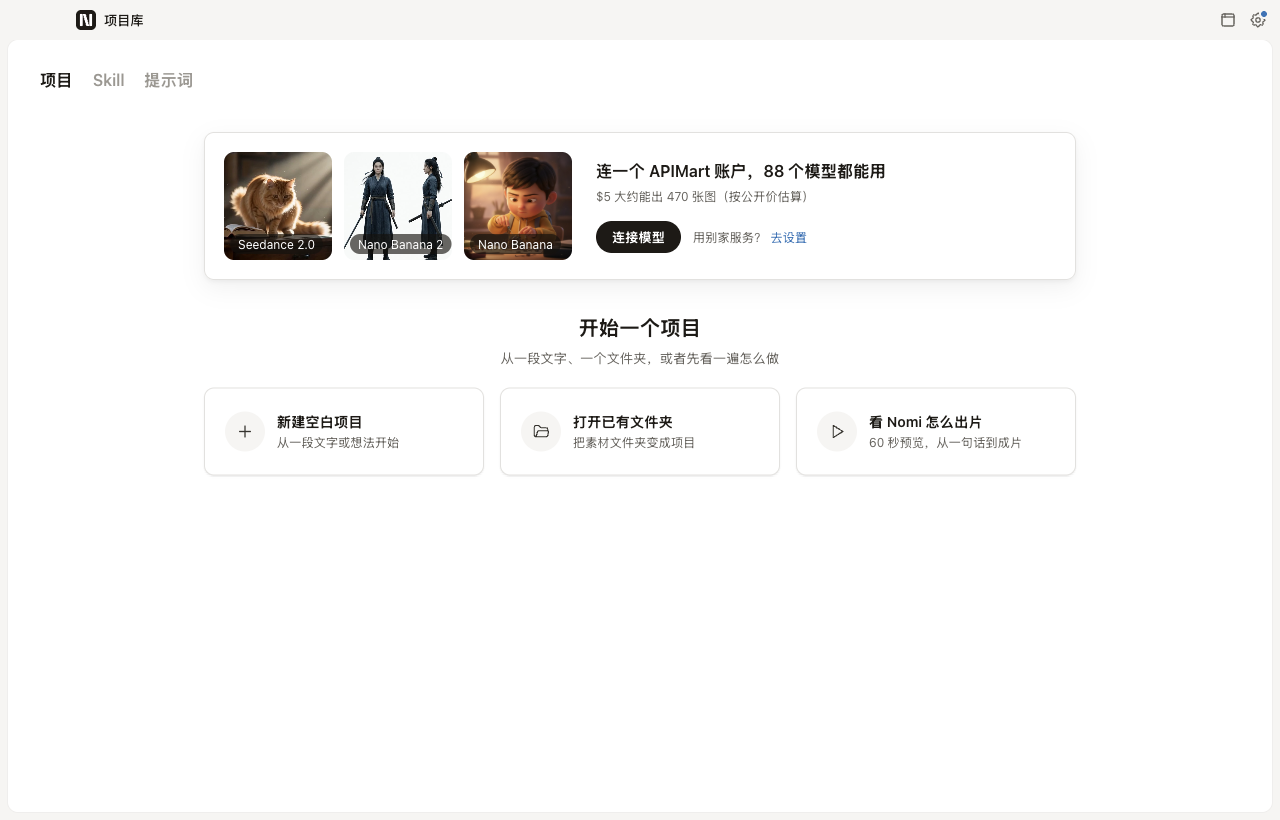 项目库
项目 Skill 提示词
Seedance 2.0
Nano Banana 2
Nano Banana
连一个 APIMart 账户，88 个模型都能用
$5 大约能出 470 张图（按公开价估算）
连接模型 用别家服务？ 去设置
开始一个项目
从一段文字、一个文件夹，或者先看一遍怎么做
新建空白项目
从一段文字或想法开始
打开已有文件夹
把素材文件夹变成项目
看 Nomi 怎么出片
60 秒预览，从一句话到成片